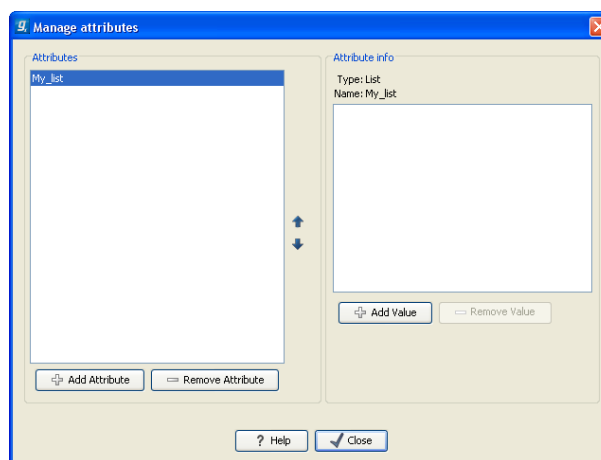 Manage attributes
Attributes
My_list
Add Attribute
Remove Attribute
Attribute info
Type: List
Name: My_list
Add Value
Remove Value
? Help
Close